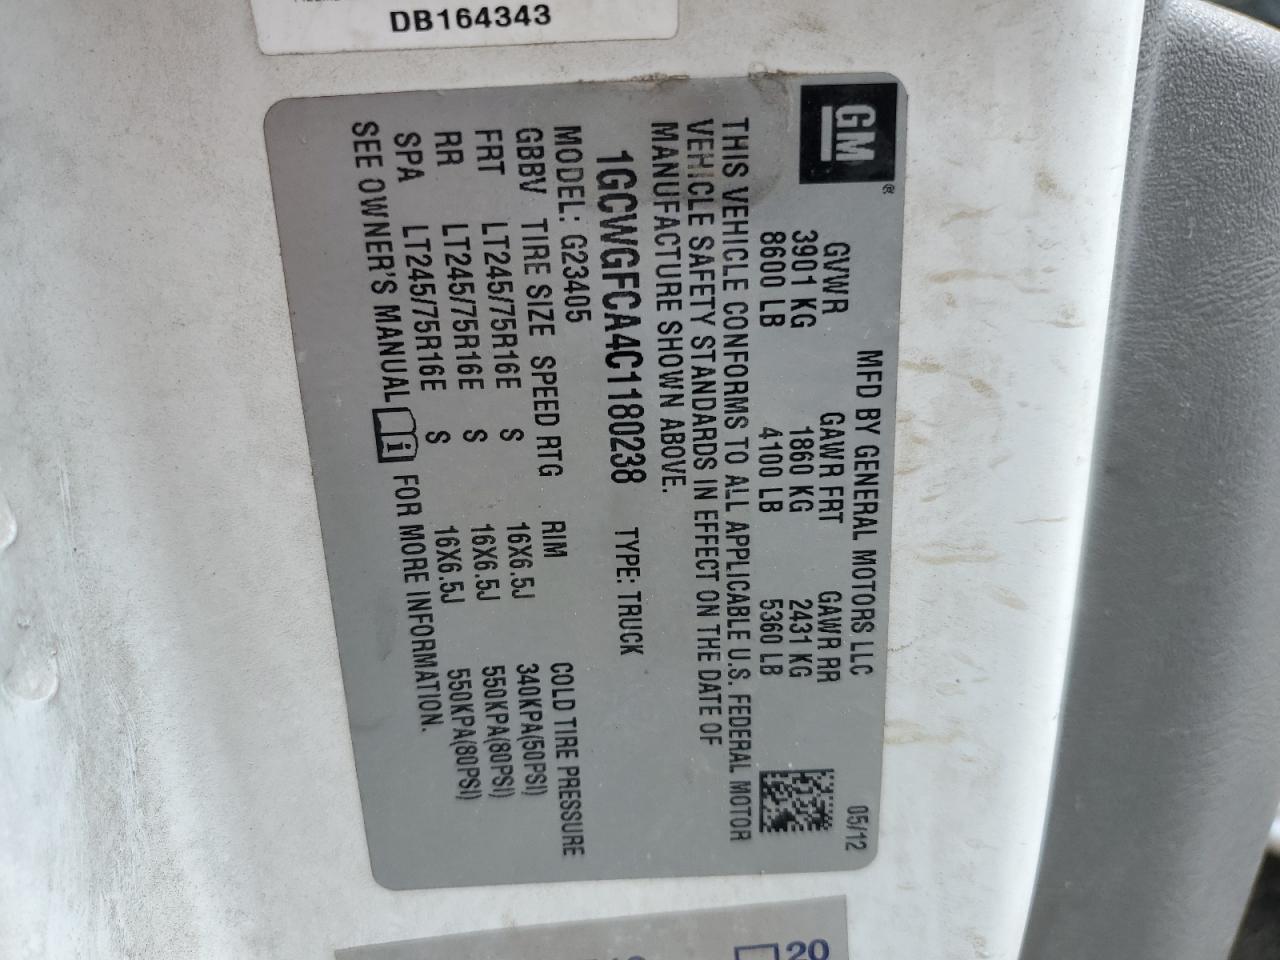 DB164343
GM®
MFD BY GENERAL MOTORS LLC 05/12
GVWR GAWR FRT GAWR RR
3901 KG 1860 KG 2431 KG
8600 LB 4100 LB 5360 LB
THIS VEHICLE CONFORMS TO ALL APPLICABLE U.S. FEDERAL MOTOR
VEHICLE SAFETY STANDARDS IN EFFECT ON THE DATE OF
MANUFACTURE SHOWN ABOVE.
1GCWGFCA4C1180238 TYPE: TRUCK
MODEL: G23405
GBBV TIRE SIZE SPEED RTG RIM COLD TIRE PRESSURE
FRT LT245/75R16E S 16X6.5J 340KPA(50PSI)
RR LT245/75R16E S 16X6.5J 550KPA(80PSI)
SPA LT245/75R16E S 16X6.5J 550KPA(80PSI)
SEE OWNER'S MANUAL i FOR MORE INFORMATION.
20